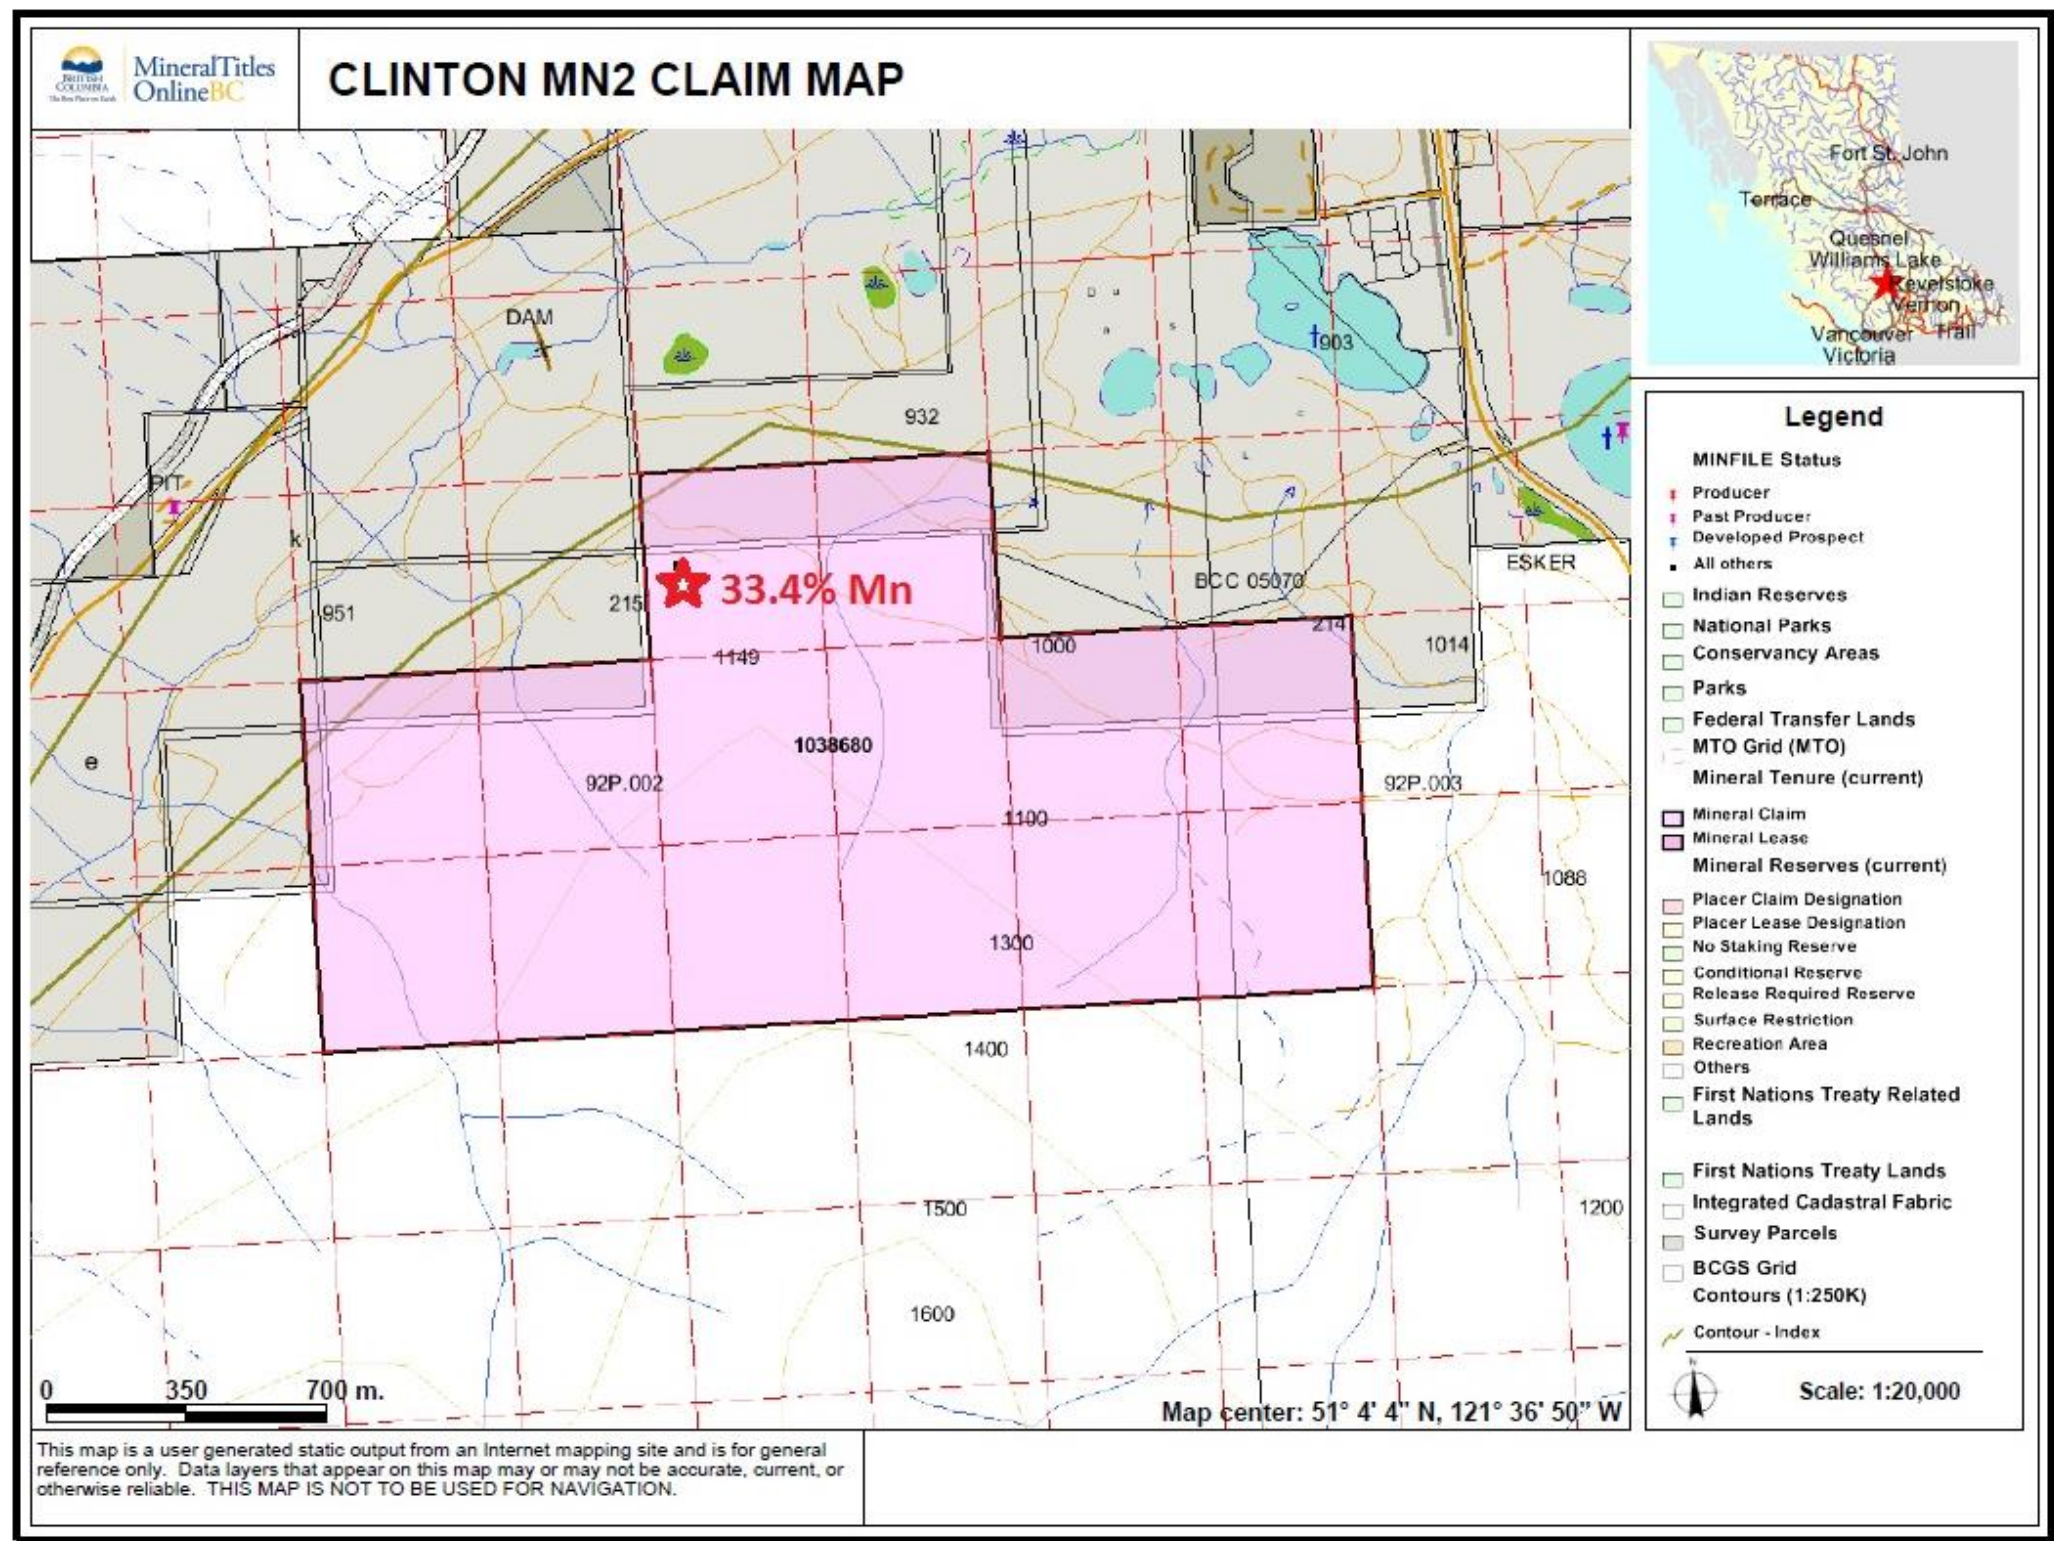 BRITISH
COLUMBIA
The Best Place on Earth
MineralTitles
OnlineBC
CLINTON MN2 CLAIM MAP
Fort St. John
Terrace
Quesnel
Williams Lake
Revelstoke
Vernon
Vancouver Trail
Victoria
DAM
D u
a s
903
932
c
L
PIT
k
ESKER
33.4% Mn
BCC 05070
951
215
214
1149
1000
1014
e
1038680
92P.002
92P.003
1100
1088
1300
1400
1500
1200
1600
0 350 700 m.
Map center: 51° 4' 4" N, 121° 36' 50" W
Legend
MINFILE Status
Producer
Past Producer
Developed Prospect
All others
Indian Reserves
National Parks
Conservancy Areas
Parks
Federal Transfer Lands
MTO Grid (MTO)
Mineral Tenure (current)
Mineral Claim
Mineral Lease
Mineral Reserves (current)
Placer Claim Designation
Placer Lease Designation
No Staking Reserve
Conditional Reserve
Release Required Reserve
Surface Restriction
Recreation Area
Others
First Nations Treaty Related
Lands
First Nations Treaty Lands
Integrated Cadastral Fabric
Survey Parcels
BCGS Grid
Contours (1:250K)
Contour - Index
N
Scale: 1:20,000
This map is a user generated static output from an Internet mapping site and is for general
reference only. Data layers that appear on this map may or may not be accurate, current, or
otherwise reliable. THIS MAP IS NOT TO BE USED FOR NAVIGATION.